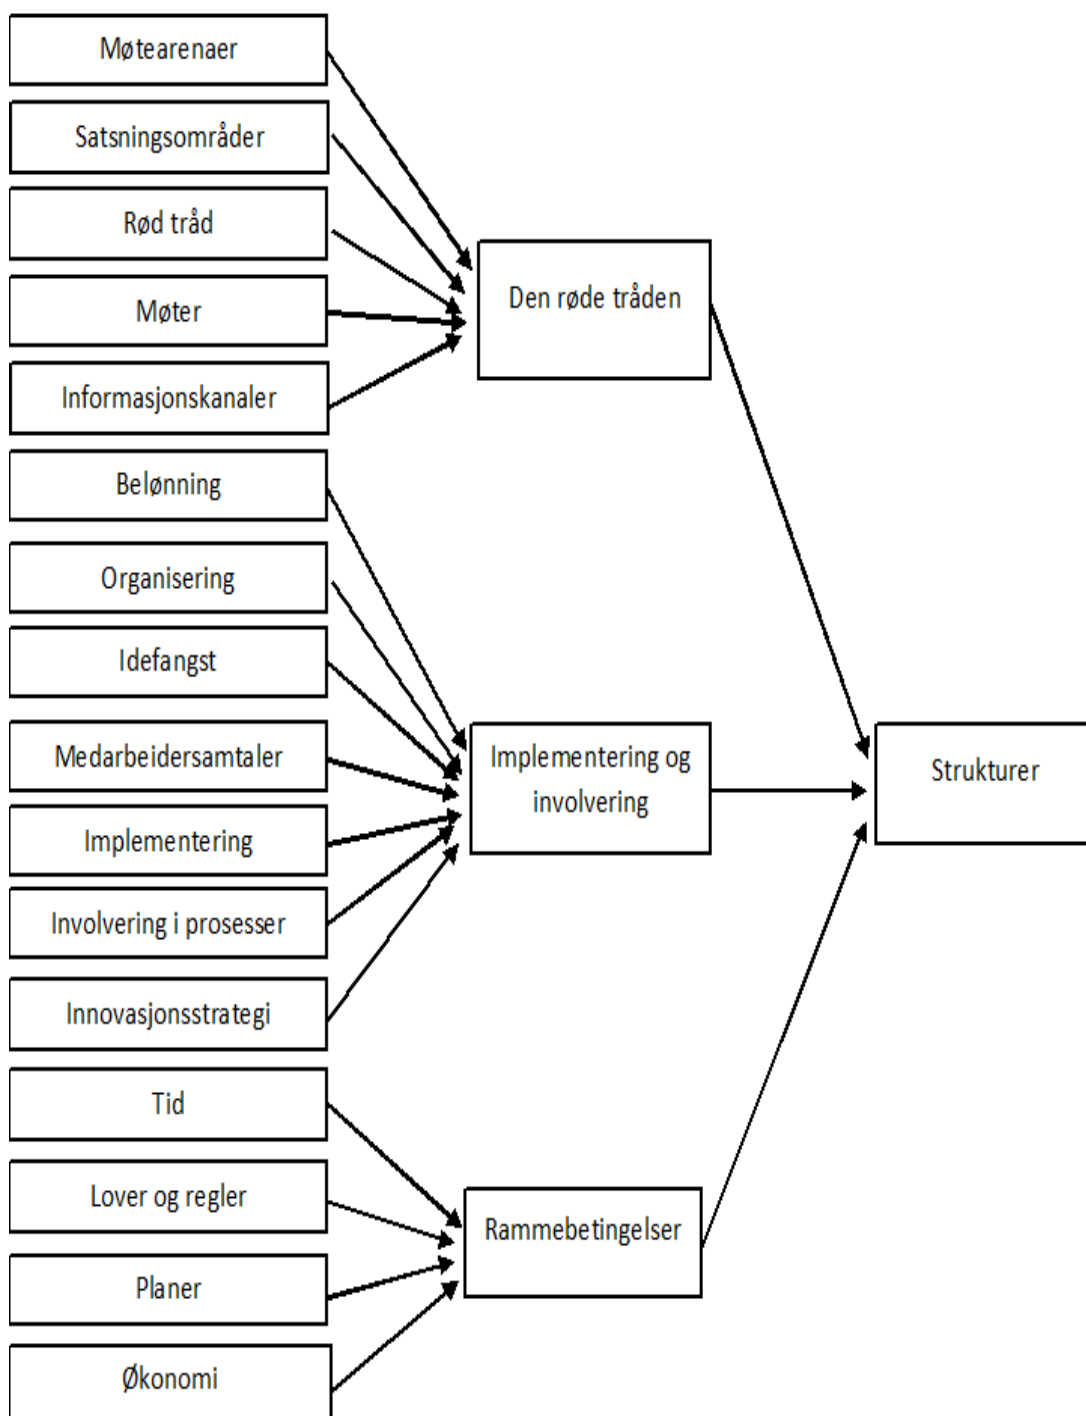 Møtearenaer
Satsningsområder
Rød tråd
Møter
Informasjonskanaler
Belønning
Organisering
Idefangst
Medarbeidersamtaler
Implementering
Involvering i prosesser
Innovasjonsstrategi
Tid
Lover og regler
Planer
Økonomi
Den røde tråden
Implementering og
involvering
Rammebetingelser
Strukturer